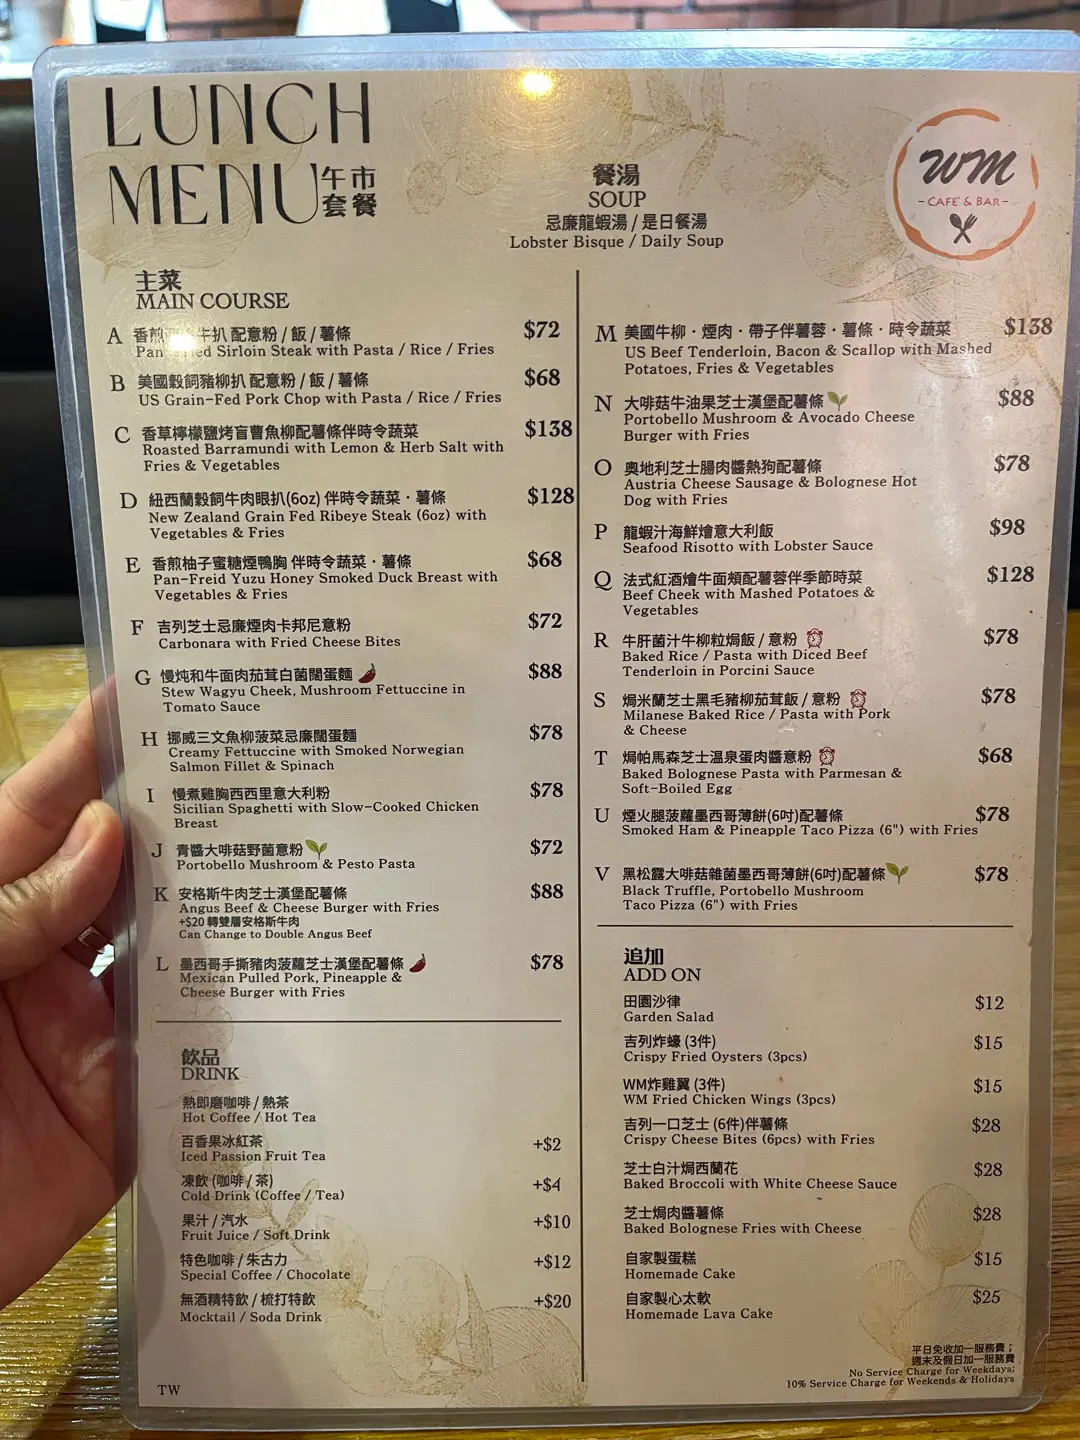 LUNCH
MENU 午市
套餐
餐湯
SOUP
忌廉龍蝦湯 / 是日餐湯
Lobster Bisque / Daily Soup
WM
- CAFE' & BAR -
主菜
MAIN COURSE
A 香煎 牛扒 配意粉 / 飯 / 薯條 $72
Sirloin Steak with Pasta / Rice / Fries
B 美國穀飼豬柳扒 配意粉 / 飯 / 薯條 $68
US Grain-Fed Pork Chop with Pasta / Rice / Fries
C 香草檸檬鹽烤盲曹魚柳配薯條伴時令蔬菜 $138
Roasted Barramundi with Lemon & Herb Salt with
Fries & Vegetables
D 紐西蘭穀飼牛肉眼扒(6oz) 伴時令蔬菜 · 薯條 $128
New Zealand Grain Fed Ribeye Steak (6oz) with
Vegetables & Fries
E 香煎柚子蜜糖煙鴨胸 伴時令蔬菜 · 薯條 $68
Pan-Freid Yuzu Honey Smoked Duck Breast with
Vegetables & Fries
F 吉列芝士忌廉煙肉卡邦尼意粉 $72
Carbonara with Fried Cheese Bites
G 慢炖和牛面肉茄茸白菌闊蛋麵 $88
Stew Wagyu Cheek, Mushroom Fettuccine in
Tomato Sauce
H 挪威三文魚柳菠菜忌廉闊蛋麵 $78
Creamy Fettuccine with Smoked Norwegian
Salmon Fillet & Spinach
I 慢煮雞胸西西里意大利粉 $78
Sicilian Spaghetti with Slow-Cooked Chicken
Breast
J 青醬大啡菇野菌意粉 $72
Portobello Mushroom & Pesto Pasta
K 安格斯牛肉芝士漢堡配薯條 $88
Angus Beef & Cheese Burger with Fries
+$20 轉雙層安格斯牛肉
Can Change to Double Angus Beef
L 墨西哥手撕豬肉菠蘿芝士漢堡配薯條 $78
Mexican Pulled Pork, Pineapple &
Cheese Burger with Fries
飲品
DRINK
熱即磨咖啡 / 熱茶
Hot Coffee / Hot Tea
百香果冰紅茶 +$2
Iced Passion Fruit Tea
凍飲 (咖啡 / 茶) +$4
Cold Drink (Coffee / Tea)
果汁 / 汽水 +$10
Fruit Juice / Soft Drink
特色咖啡 / 朱古力 +$12
Special Coffee / Chocolate
無酒精特飲 / 梳打特飲 +$20
Mocktail / Soda Drink
TW
M 美國牛柳 · 煙肉 · 帶子伴薯蓉 · 薯條 · 時令蔬菜 $138
US Beef Tenderloin, Bacon & Scallop with Mashed
Potatoes, Fries & Vegetables
N 大啡菇牛油果芝士漢堡配薯條 $88
Portobello Mushroom & Avocado Cheese
Burger with Fries
O 奧地利芝士腸肉醬熱狗配薯條 $78
Austria Cheese Sausage & Bolognese Hot
Dog with Fries
P 龍蝦汁海鮮燴意大利飯 $98
Seafood Risotto with Lobster Sauce
Q 法式紅酒燴牛面頰配薯蓉伴季節時菜 $128
Beef Cheek with Mashed Potatoes &
Vegetables
R 牛肝菌汁牛柳粒焗飯 / 意粉 $78
Baked Rice / Pasta with Diced Beef
Tenderloin in Porcini Sauce
S 焗米蘭芝士黑毛豬柳茄茸飯 / 意粉 $78
Milanese Baked Rice / Pasta with Pork
& Cheese
T 焗帕馬森芝士温泉蛋肉醬意粉 $68
Baked Bolognese Pasta with Parmesan &
Soft-Boiled Egg
U 煙火腿菠蘿墨西哥薄餅(6吋)配薯條 $78
Smoked Ham & Pineapple Taco Pizza (6") with Fries
V 黑松露大啡菇雜菌墨西哥薄餅(6吋)配薯條 $78
Black Truffle, Portobello Mushroom
Taco Pizza (6") with Fries
追加
ADD ON
田園沙律 $12
Garden Salad
吉列炸蠔 (3件) $15
Crispy Fried Oysters (3pcs)
WM炸雞翼 (3件) $15
WM Fried Chicken Wings (3pcs)
吉列一口芝士 (6件)伴薯條 $28
Crispy Cheese Bites (6pcs) with Fries
芝士白汁焗西蘭花 $28
Baked Broccoli with White Cheese Sauce
芝士焗肉醬薯條 $28
Baked Bolognese Fries with Cheese
自家製蛋糕 $15
Homemade Cake
自家製心太軟 $25
Homemade Lava Cake
平日免收加一服務費；
週末及假日加一服務費
No Service Charge for Weekdays;
10% Service Charge for Weekends & Holidays